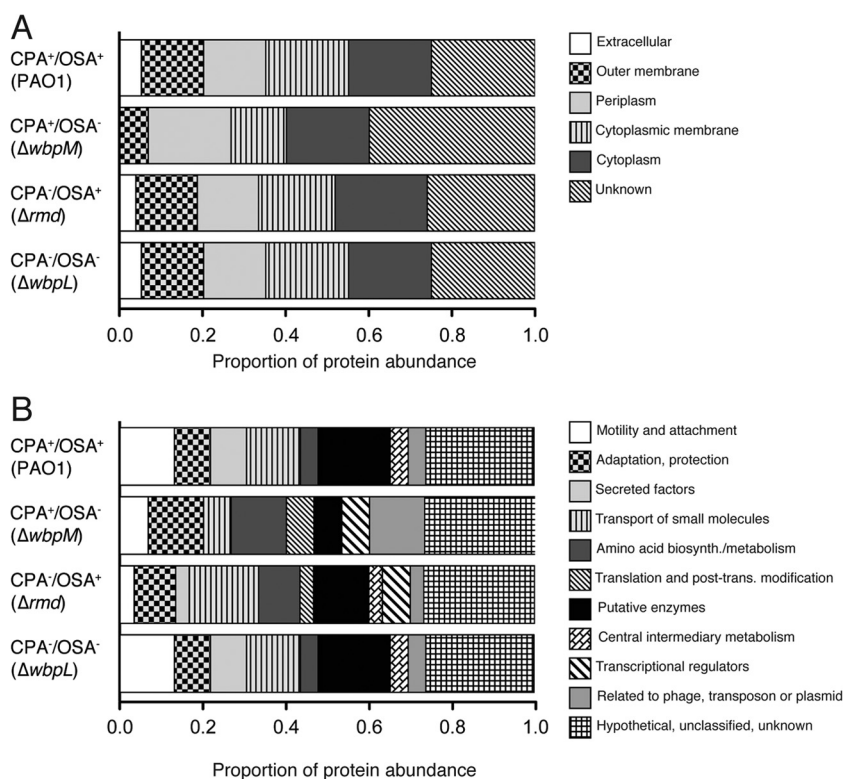 A
CPA⁺/OSA⁺
(PAO1)
CPA⁺/OSA⁻
(ΔwbpM)
CPA⁻/OSA⁺
(Δrmd)
CPA⁻/OSA⁻
(ΔwbpL)
0.0 0.2 0.4 0.6 0.8 1.0
Proportion of protein abundance
Extracellular
Outer membrane
Periplasm
Cytoplasmic membrane
Cytoplasm
Unknown
B
CPA⁺/OSA⁺
(PAO1)
CPA⁺/OSA⁻
(ΔwbpM)
CPA⁻/OSA⁺
(Δrmd)
CPA⁻/OSA⁻
(ΔwbpL)
0.0 0.2 0.4 0.6 0.8 1.0
Proportion of protein abundance
Motility and attachment
Adaptation, protection
Secreted factors
Transport of small molecules
Amino acid biosynth./metabolism
Translation and post-trans. modification
Putative enzymes
Central intermediary metabolism
Transcriptional regulators
Related to phage, transposon or plasmid
Hypothetical, unclassified, unknown